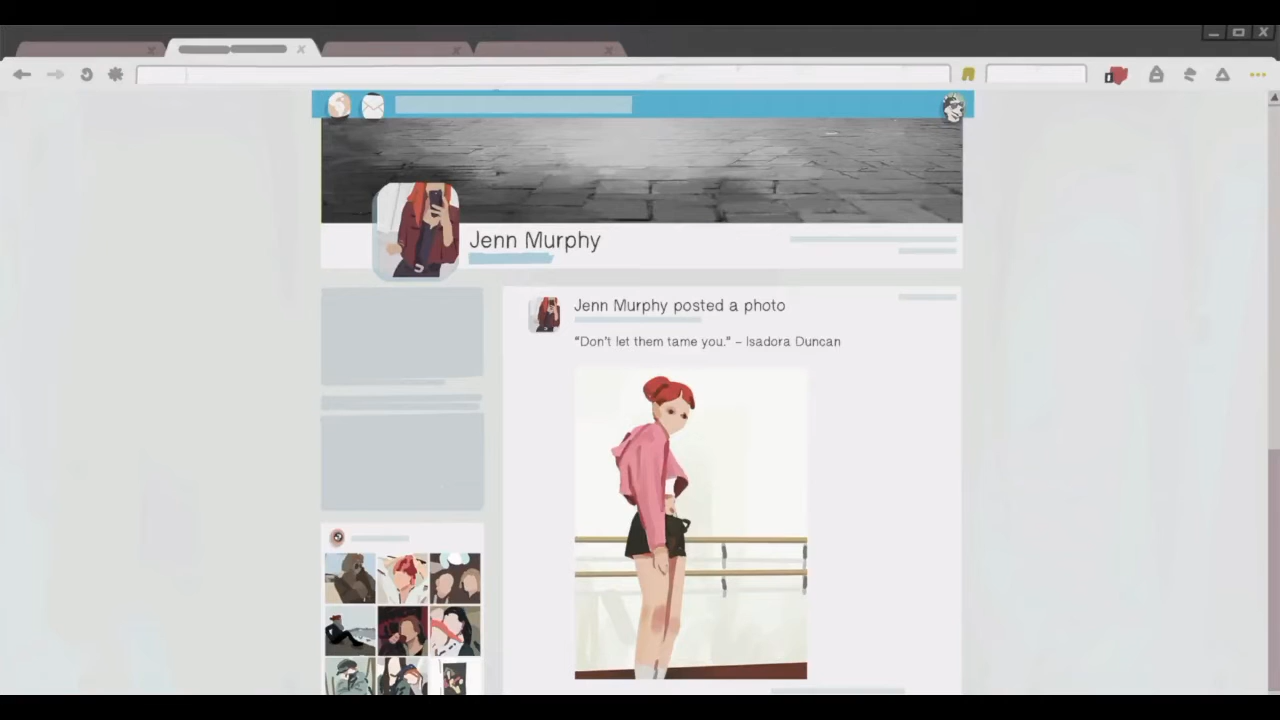 Jenn Murphy
Jenn Murphy posted a photo
"Don't let them tame you." – Isadora Duncan